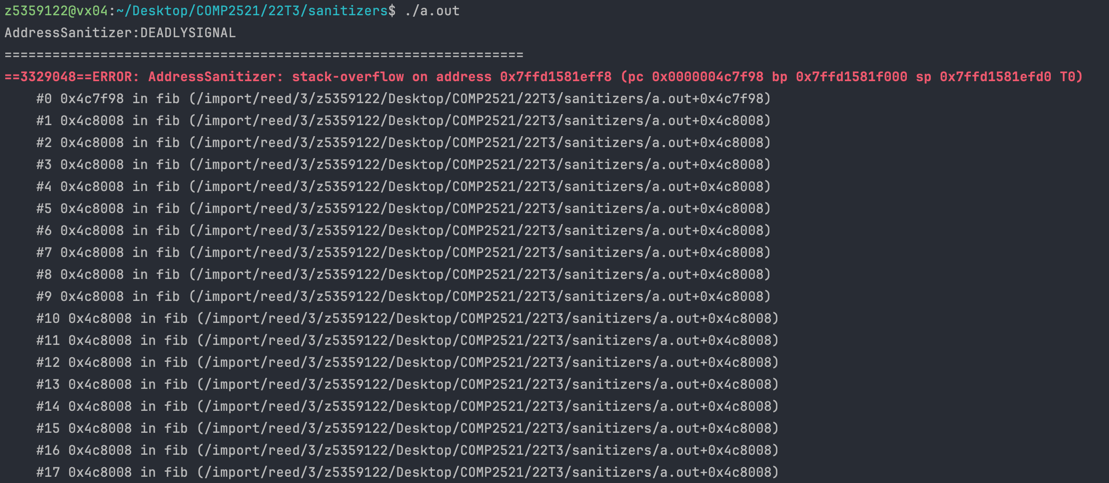 z5359122@vx04:~/Desktop/COMP2521/22T3/sanitizers$ ./a.out
AddressSanitizer:DEADLYSIGNAL
=================================================================
==3329048==ERROR: AddressSanitizer: stack-overflow on address 0x7ffd1581eff8 (pc 0x0000004c7f98 bp 0x7ffd1581f000 sp 0x7ffd1581efd0 T0)
    #0 0x4c7f98 in fib (/import/reed/3/z5359122/Desktop/COMP2521/22T3/sanitizers/a.out+0x4c7f98)
    #1 0x4c8008 in fib (/import/reed/3/z5359122/Desktop/COMP2521/22T3/sanitizers/a.out+0x4c8008)
    #2 0x4c8008 in fib (/import/reed/3/z5359122/Desktop/COMP2521/22T3/sanitizers/a.out+0x4c8008)
    #3 0x4c8008 in fib (/import/reed/3/z5359122/Desktop/COMP2521/22T3/sanitizers/a.out+0x4c8008)
    #4 0x4c8008 in fib (/import/reed/3/z5359122/Desktop/COMP2521/22T3/sanitizers/a.out+0x4c8008)
    #5 0x4c8008 in fib (/import/reed/3/z5359122/Desktop/COMP2521/22T3/sanitizers/a.out+0x4c8008)
    #6 0x4c8008 in fib (/import/reed/3/z5359122/Desktop/COMP2521/22T3/sanitizers/a.out+0x4c8008)
    #7 0x4c8008 in fib (/import/reed/3/z5359122/Desktop/COMP2521/22T3/sanitizers/a.out+0x4c8008)
    #8 0x4c8008 in fib (/import/reed/3/z5359122/Desktop/COMP2521/22T3/sanitizers/a.out+0x4c8008)
    #9 0x4c8008 in fib (/import/reed/3/z5359122/Desktop/COMP2521/22T3/sanitizers/a.out+0x4c8008)
    #10 0x4c8008 in fib (/import/reed/3/z5359122/Desktop/COMP2521/22T3/sanitizers/a.out+0x4c8008)
    #11 0x4c8008 in fib (/import/reed/3/z5359122/Desktop/COMP2521/22T3/sanitizers/a.out+0x4c8008)
    #12 0x4c8008 in fib (/import/reed/3/z5359122/Desktop/COMP2521/22T3/sanitizers/a.out+0x4c8008)
    #13 0x4c8008 in fib (/import/reed/3/z5359122/Desktop/COMP2521/22T3/sanitizers/a.out+0x4c8008)
    #14 0x4c8008 in fib (/import/reed/3/z5359122/Desktop/COMP2521/22T3/sanitizers/a.out+0x4c8008)
    #15 0x4c8008 in fib (/import/reed/3/z5359122/Desktop/COMP2521/22T3/sanitizers/a.out+0x4c8008)
    #16 0x4c8008 in fib (/import/reed/3/z5359122/Desktop/COMP2521/22T3/sanitizers/a.out+0x4c8008)
    #17 0x4c8008 in fib (/import/reed/3/z5359122/Desktop/COMP2521/22T3/sanitizers/a.out+0x4c8008)